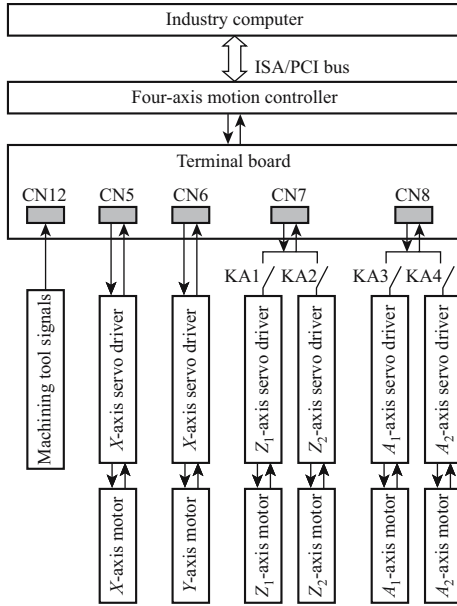 Industry computer
ISA/PCI bus
Four-axis motion controller
Terminal board
CN12
CN5
CN6
CN7
CN8
KA1
KA2
KA3
KA4
Machining tool signals
X-axis servo driver
X-axis servo driver
Z1-axis servo driver
Z2-axis servo driver
A1-axis servo driver
A2-axis servo driver
X-axis motor
Y-axis motor
Z1-axis motor
Z2-axis motor
A1-axis motor
A2-axis motor